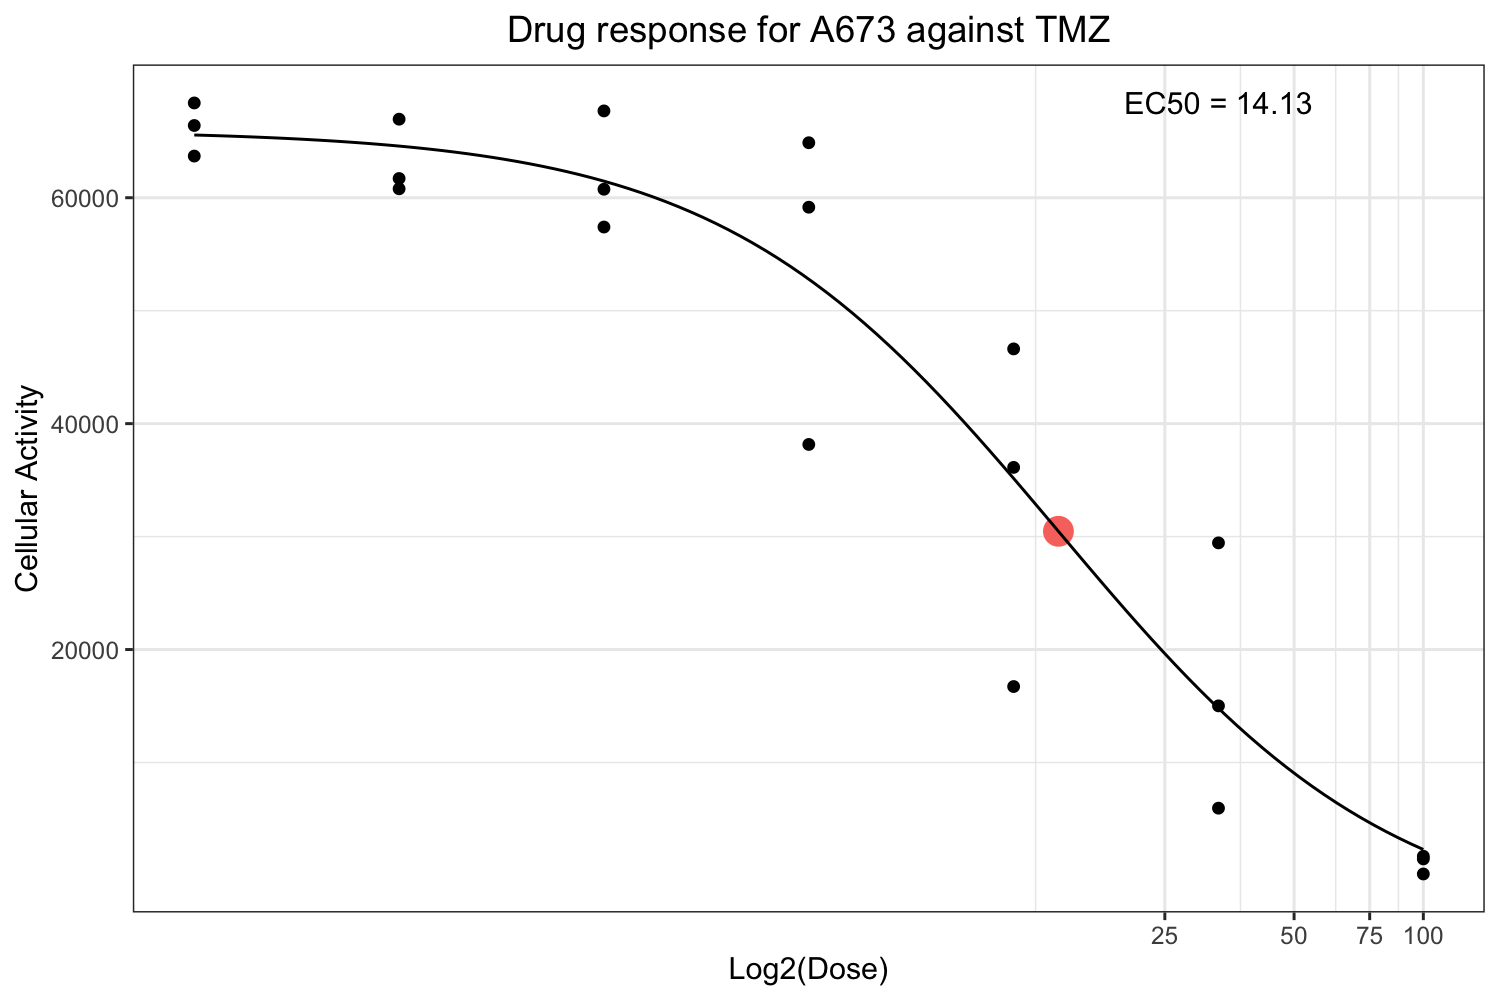 Drug response for A673 against TMZ
EC50 = 14.13
60000
40000
20000
Cellular Activity
25 50 75 100
Log2(Dose)